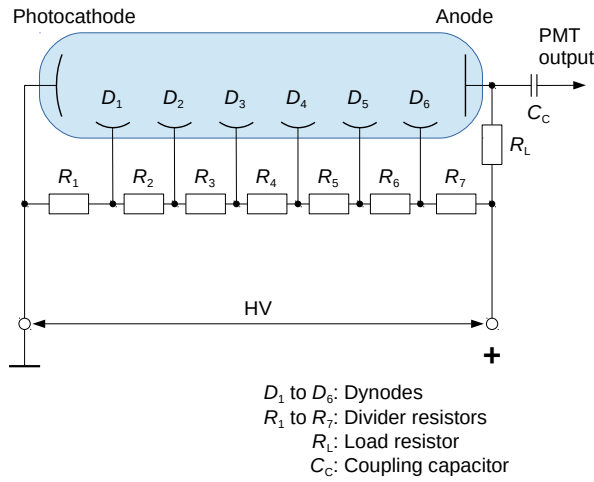 Photocathode
Anode
PMT
output
D1 D2 D3 D4 D5 D6
CC
RL
R1 R2 R3 R4 R5 R6 R7
HV
+
D1 to D6: Dynodes
R1 to R7: Divider resistors
RL: Load resistor
CC: Coupling capacitor